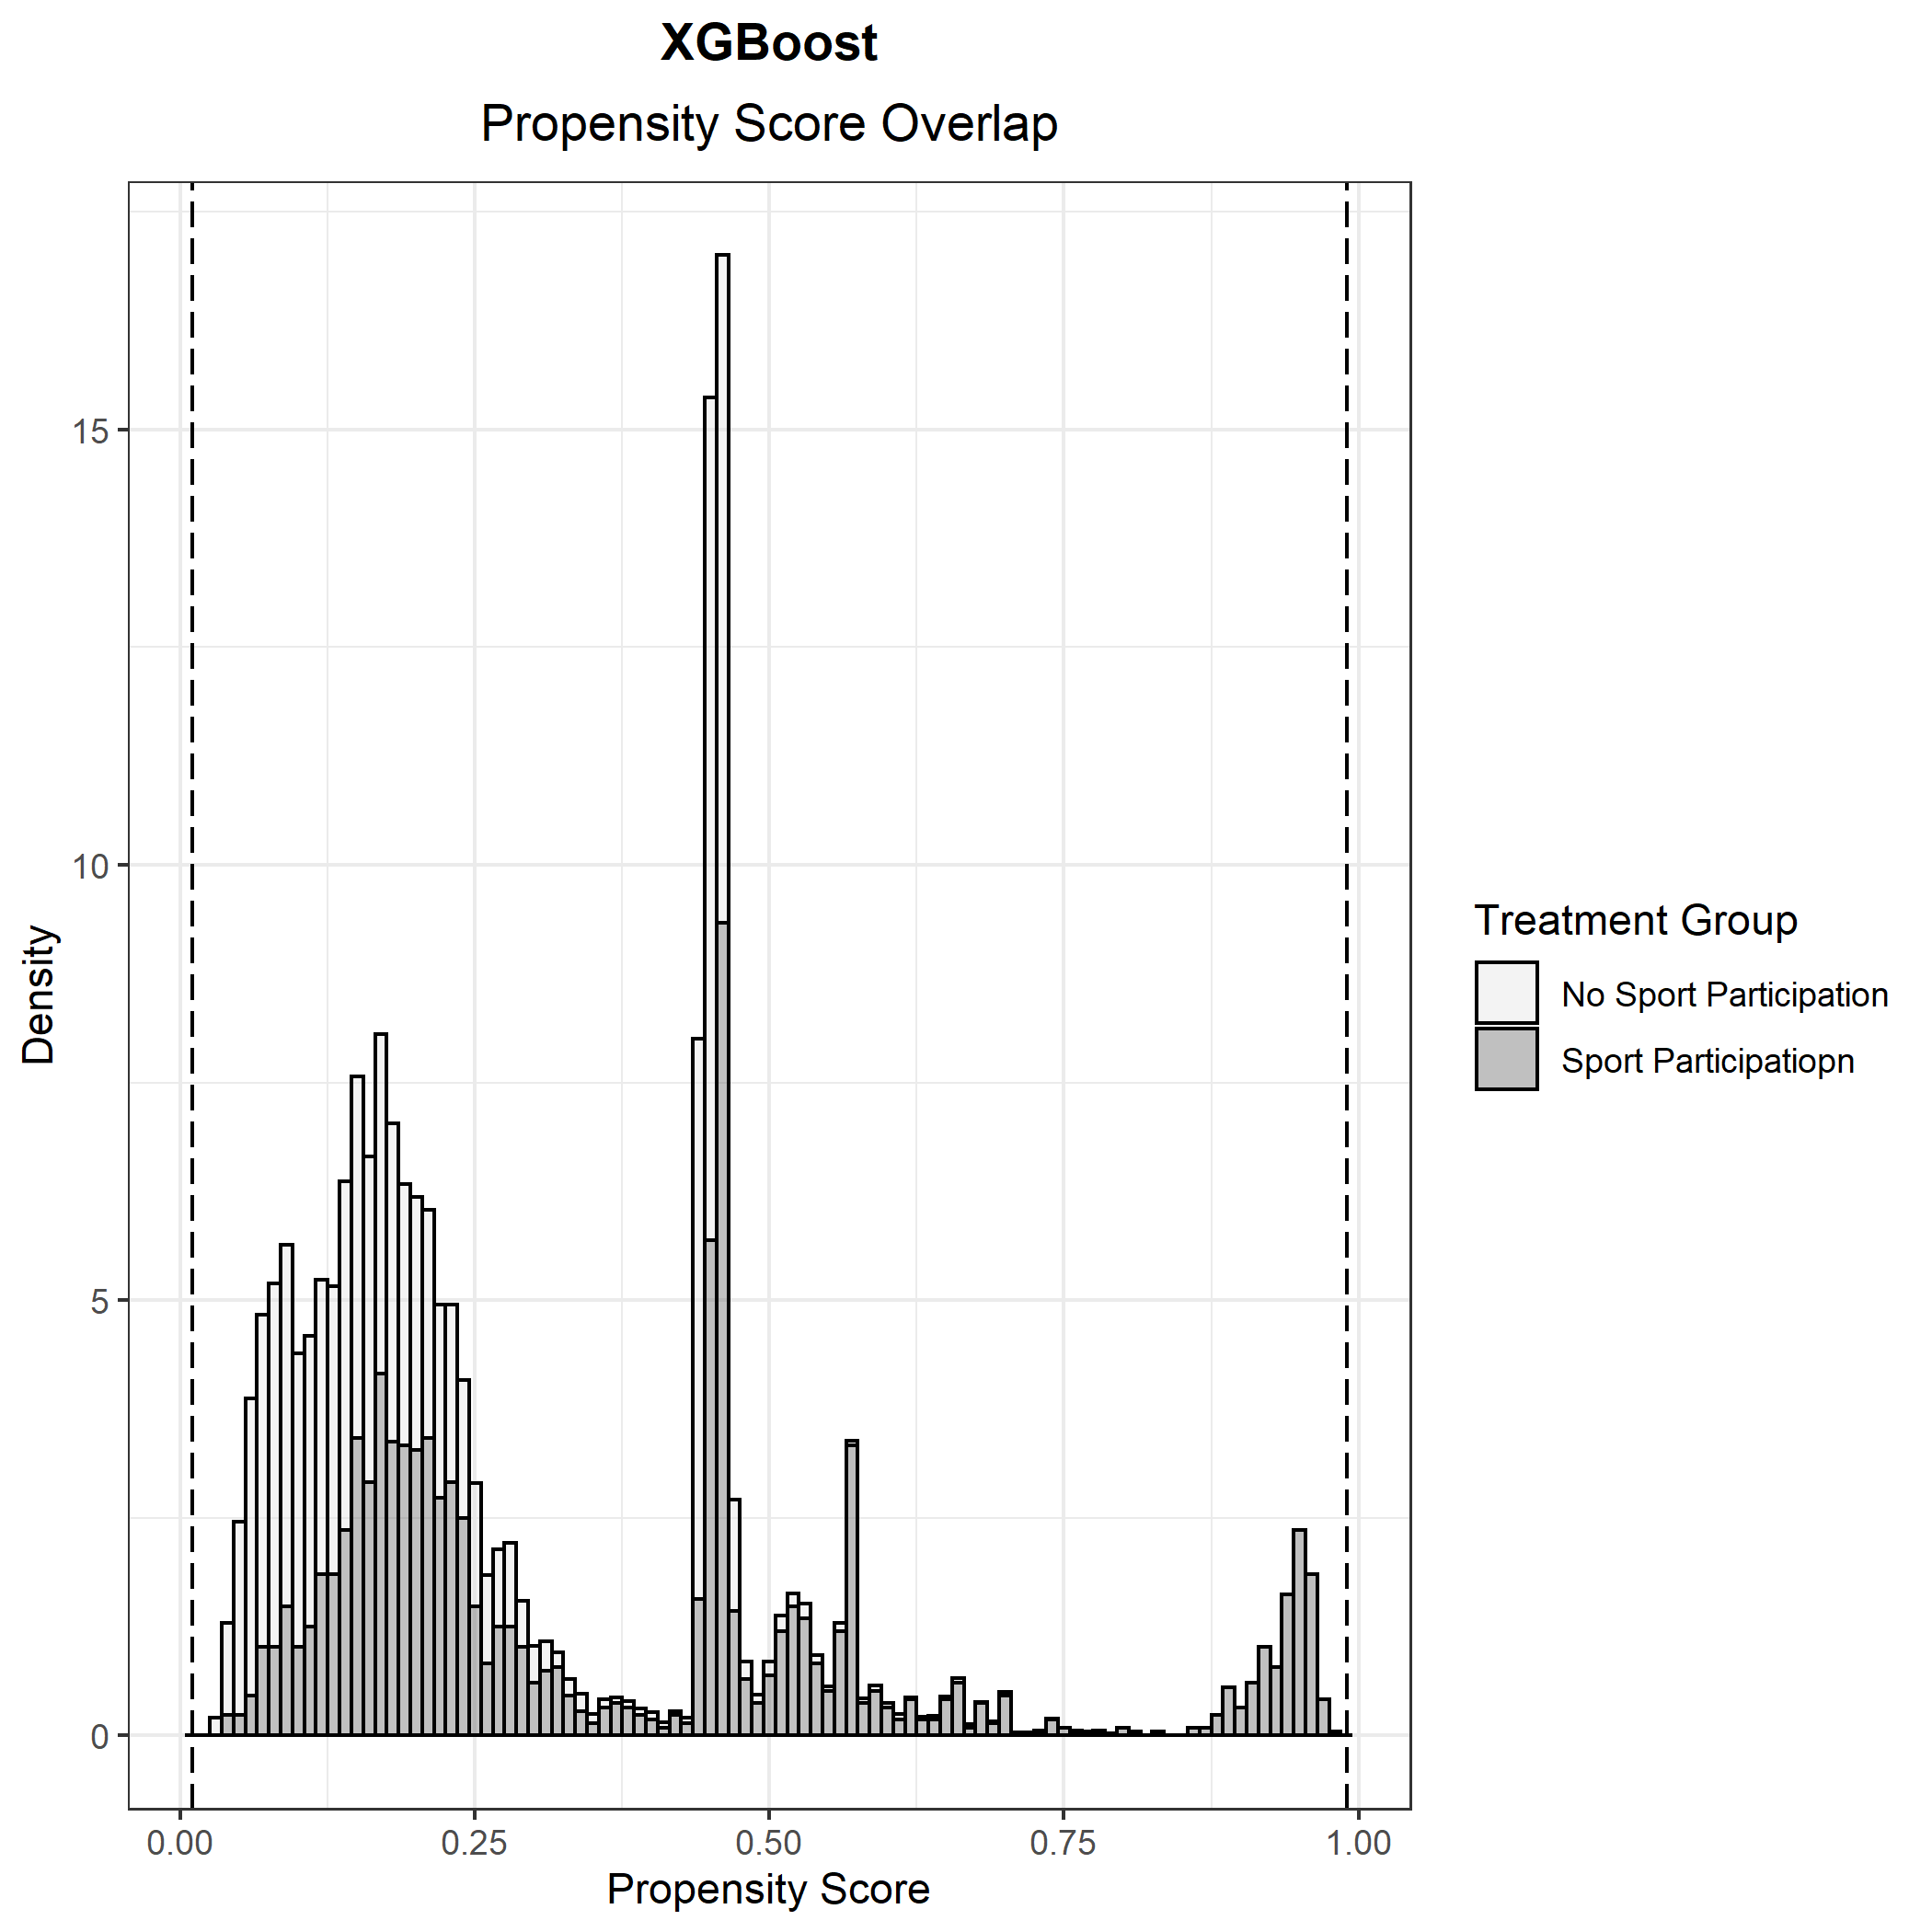 XGBoost
Propensity Score Overlap
15
10
5
0
Density
0.00
0.25
0.50
0.75
1.00
Propensity Score
Treatment Group
No Sport Participation
Sport Participatiopn